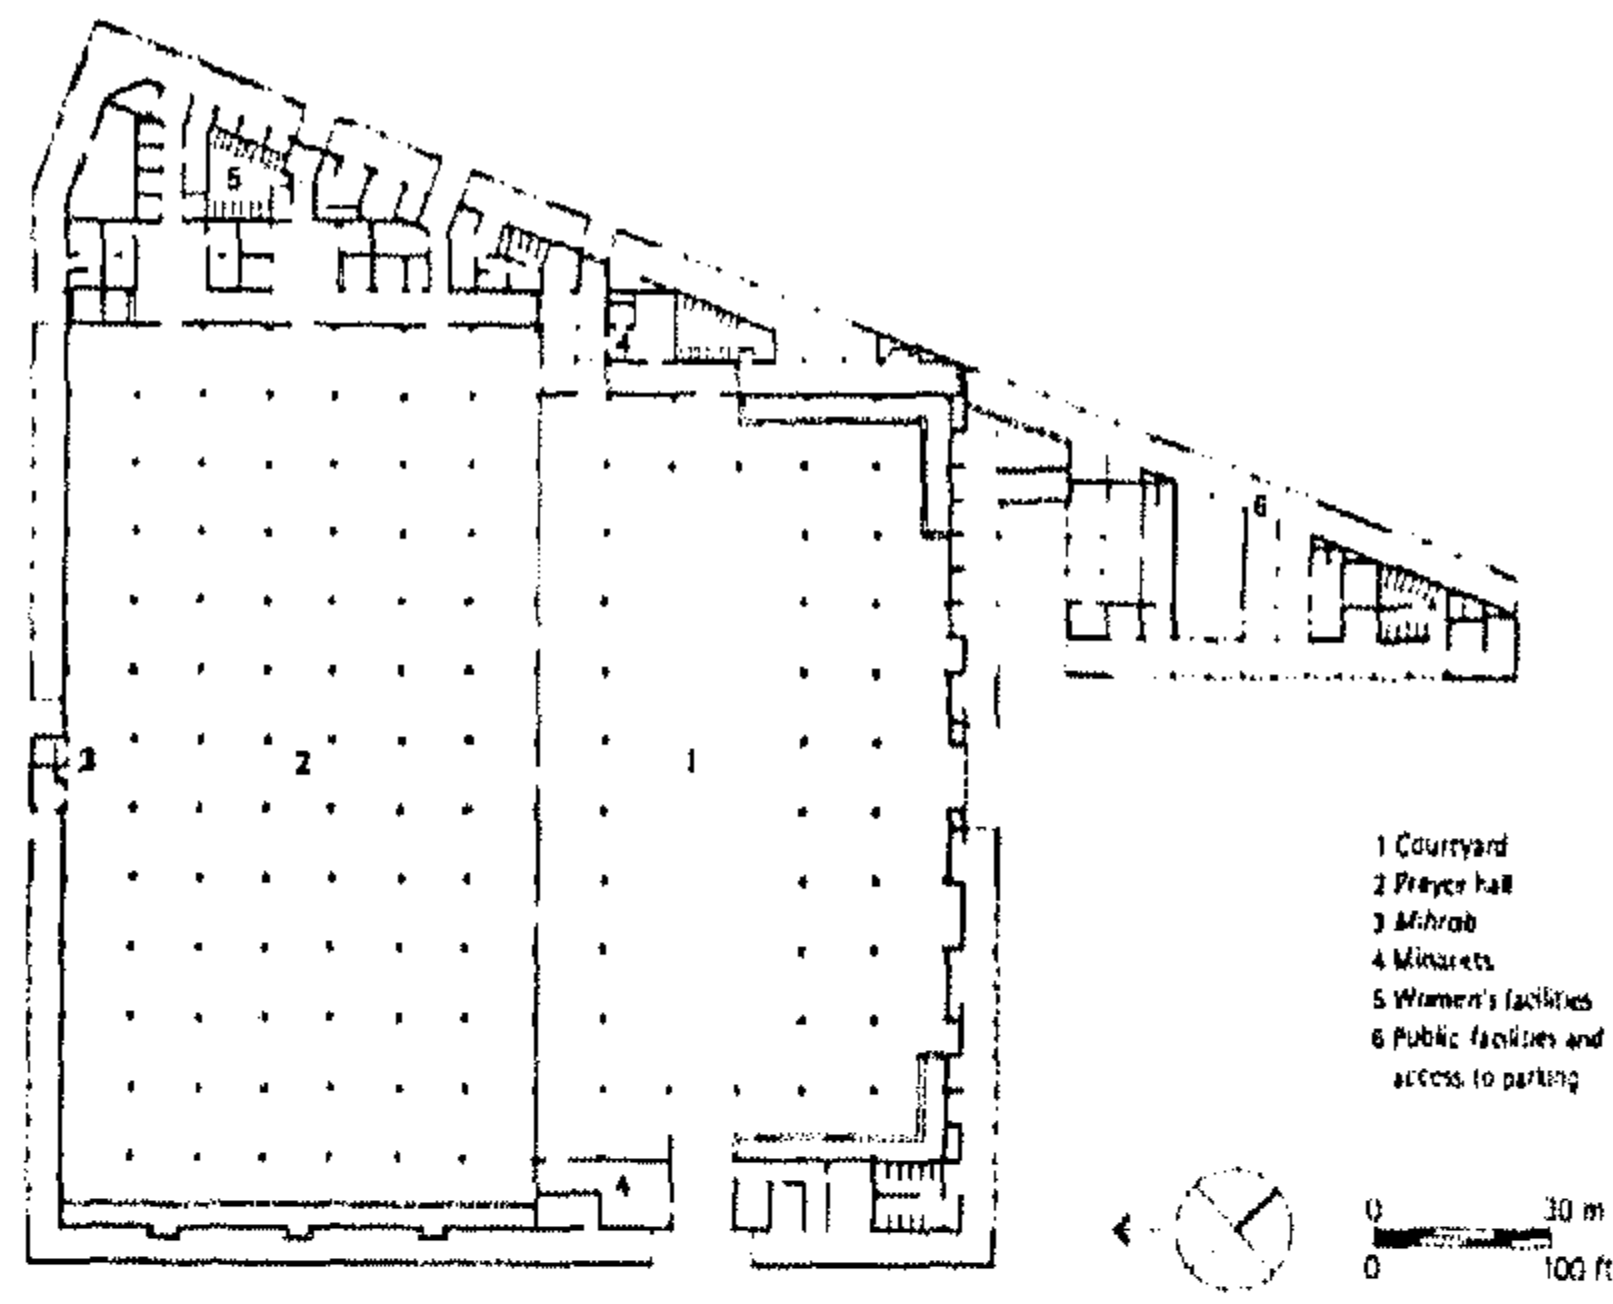 5
4
6
3
2
1
4
1 Courtyard
2 Prayer hall
3 Mihrab
4 Minarets
5 Women's facilities
6 Public facilities and
access to parking
0 30 m
0 100 ft